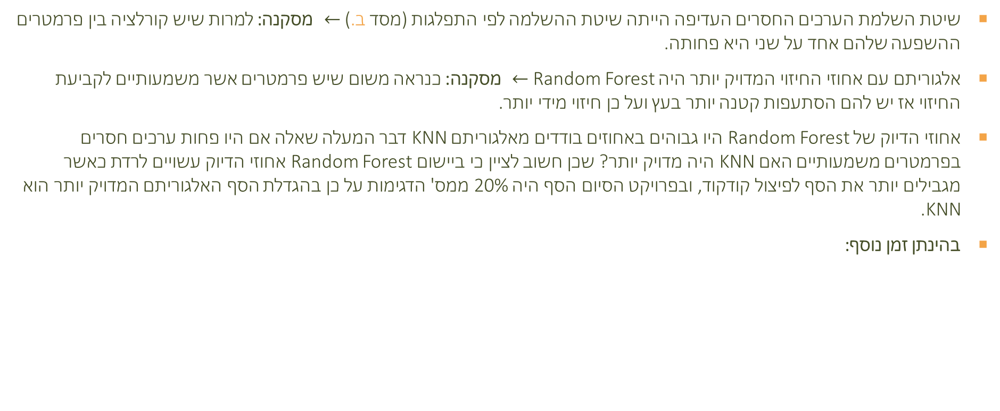 שיטת השלמת הערכים החסרים העדיפה הייתה שיטת ההשלמה לפי התפלגות (מסד ב.) ← מסקנה: למרות שיש קורלציה בין פרמטרים
ההשפעה שלהם אחד על שני היא פחותה.
אלגוריתם עם אחוזי החיזוי המדויק יותר היה Random Forest ← מסקנה: כנראה משום שיש פרמטרים אשר משמעותיים לקביעת
החיזוי אז יש להם הסתעפות קטנה יותר בעץ ועל כן חיזוי מידי יותר.
אחוזי הדיוק של Random Forest היו גבוהים באחוזים בודדים מאלגוריתם KNN דבר המעלה שאלה אם היו פחות ערכים חסרים
בפרמטרים משמעותיים האם KNN היה מדויק יותר? שכן חשוב לציין כי ביישום Random Forest אחוזי הדיוק עשויים לרדת כאשר
מגבילים יותר את הסף לפיצול קודקוד, ובפרויקט הסיום הסף היה 20% ממס' הדגימות על כן בהגדלת הסף האלגוריתם המדויק יותר הוא
KNN.
בהינתן זמן נוסף: